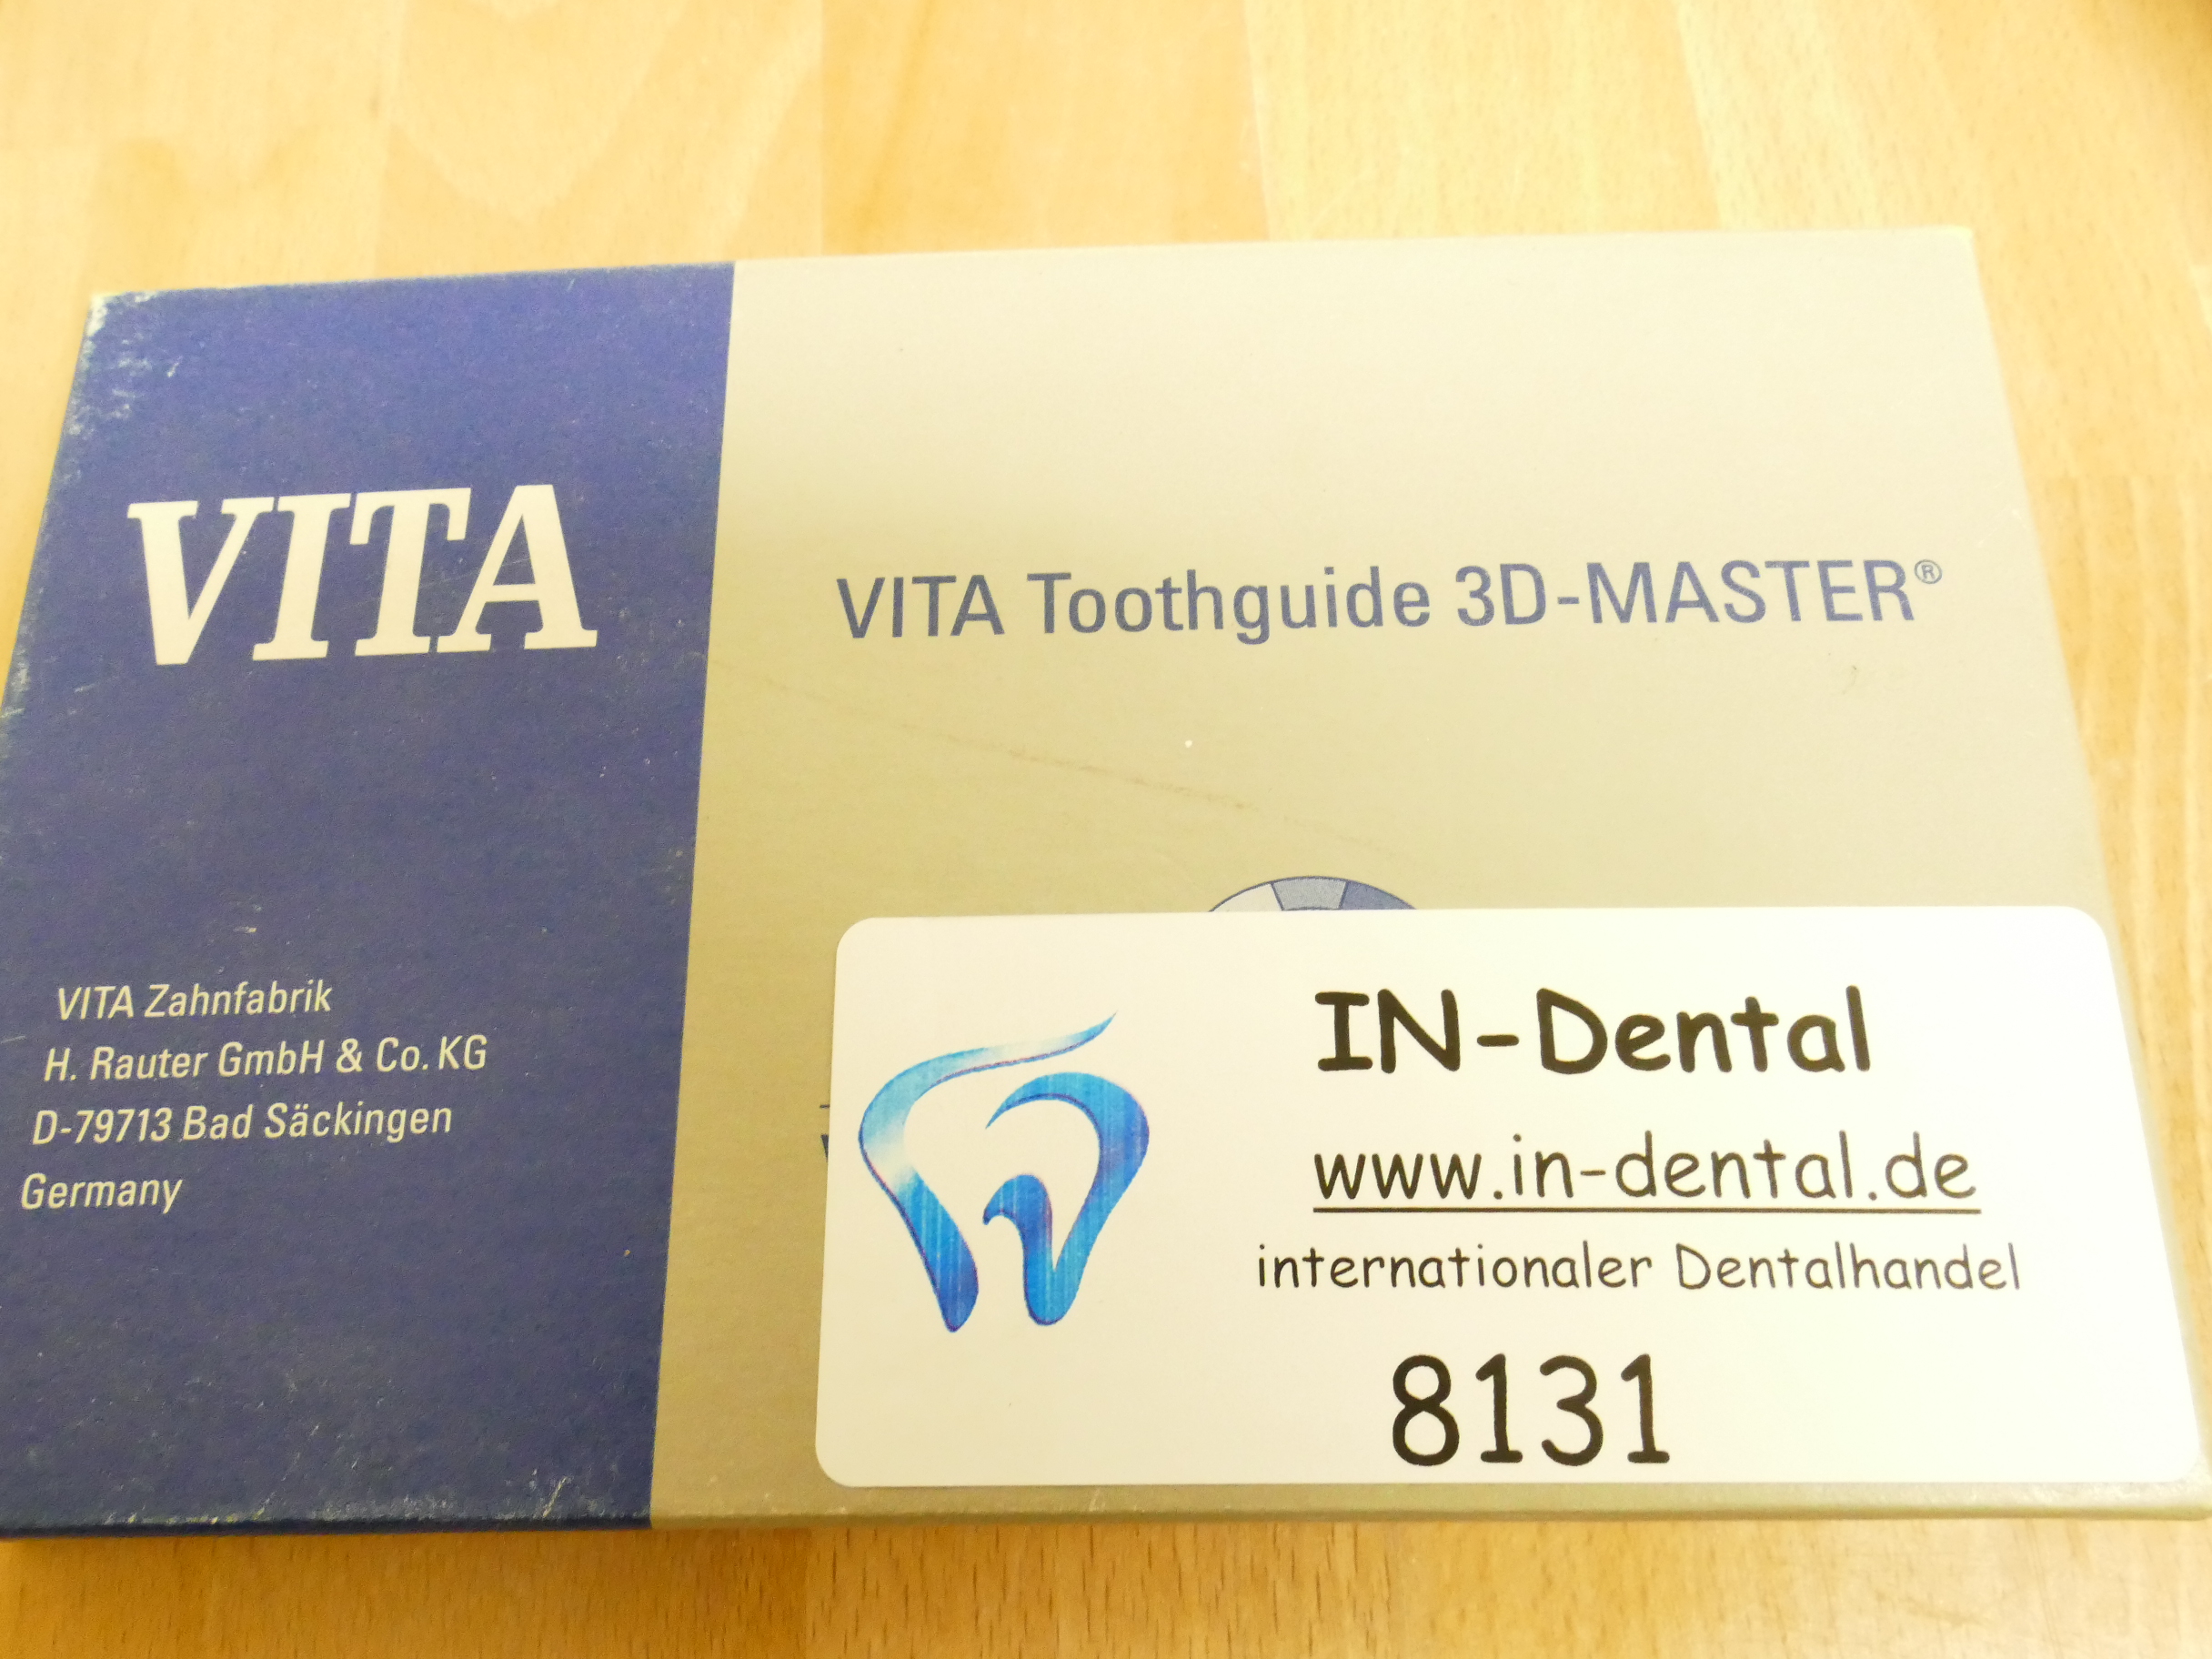 VITA
VITA Toothguide 3D-MASTER®
VITA Zahnfabrik
H. Rauter GmbH & Co. KG
D-79713 Bad Säckingen
Germany
IN-Dental
www.in-dental.de
internationaler Dentalhandel
8131